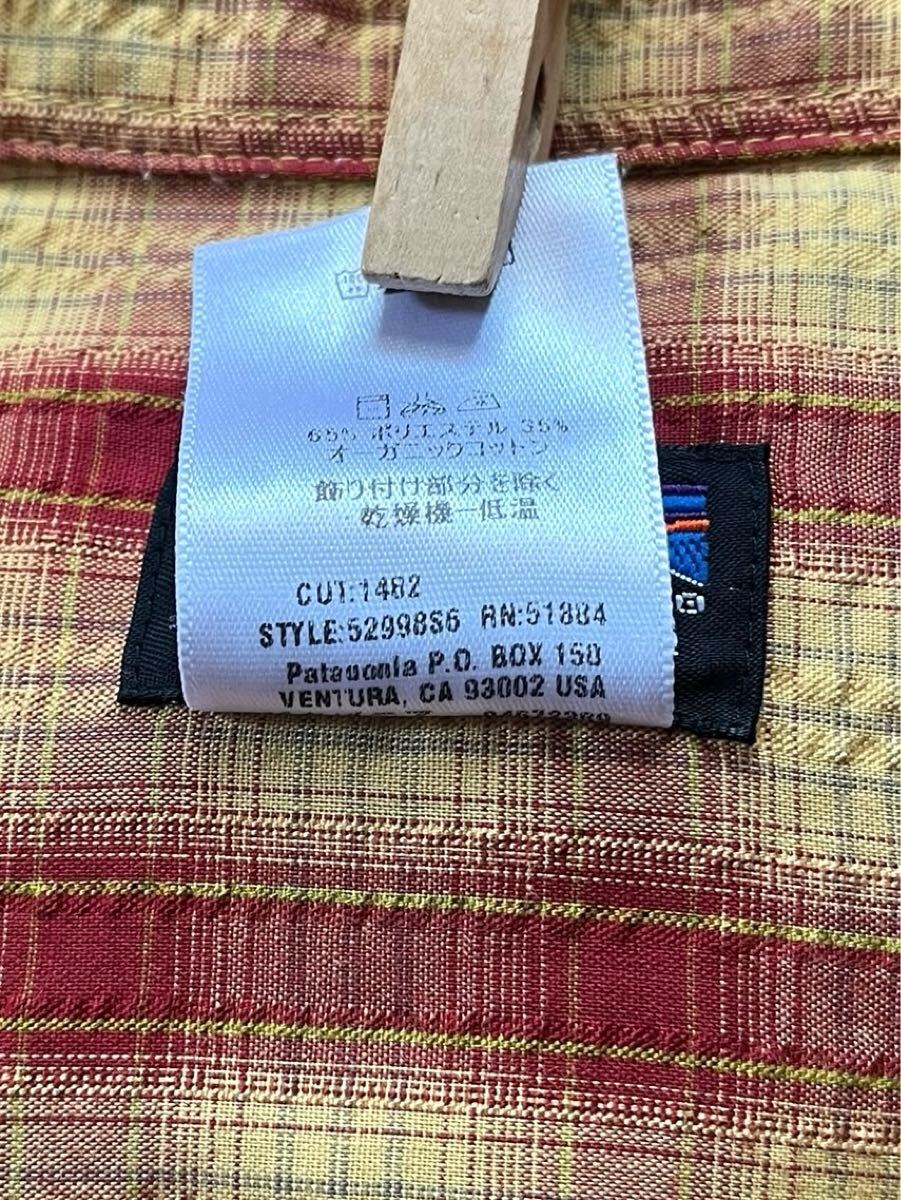 65% ポリエステル 35%
オーガニックコットン
飾り付け部分を除く
乾燥機ー低温
CUT:1482
STYLE:52998S6 RN:51884
Patagonia P.O. BOX 150
VENTURA, CA 93002 USA